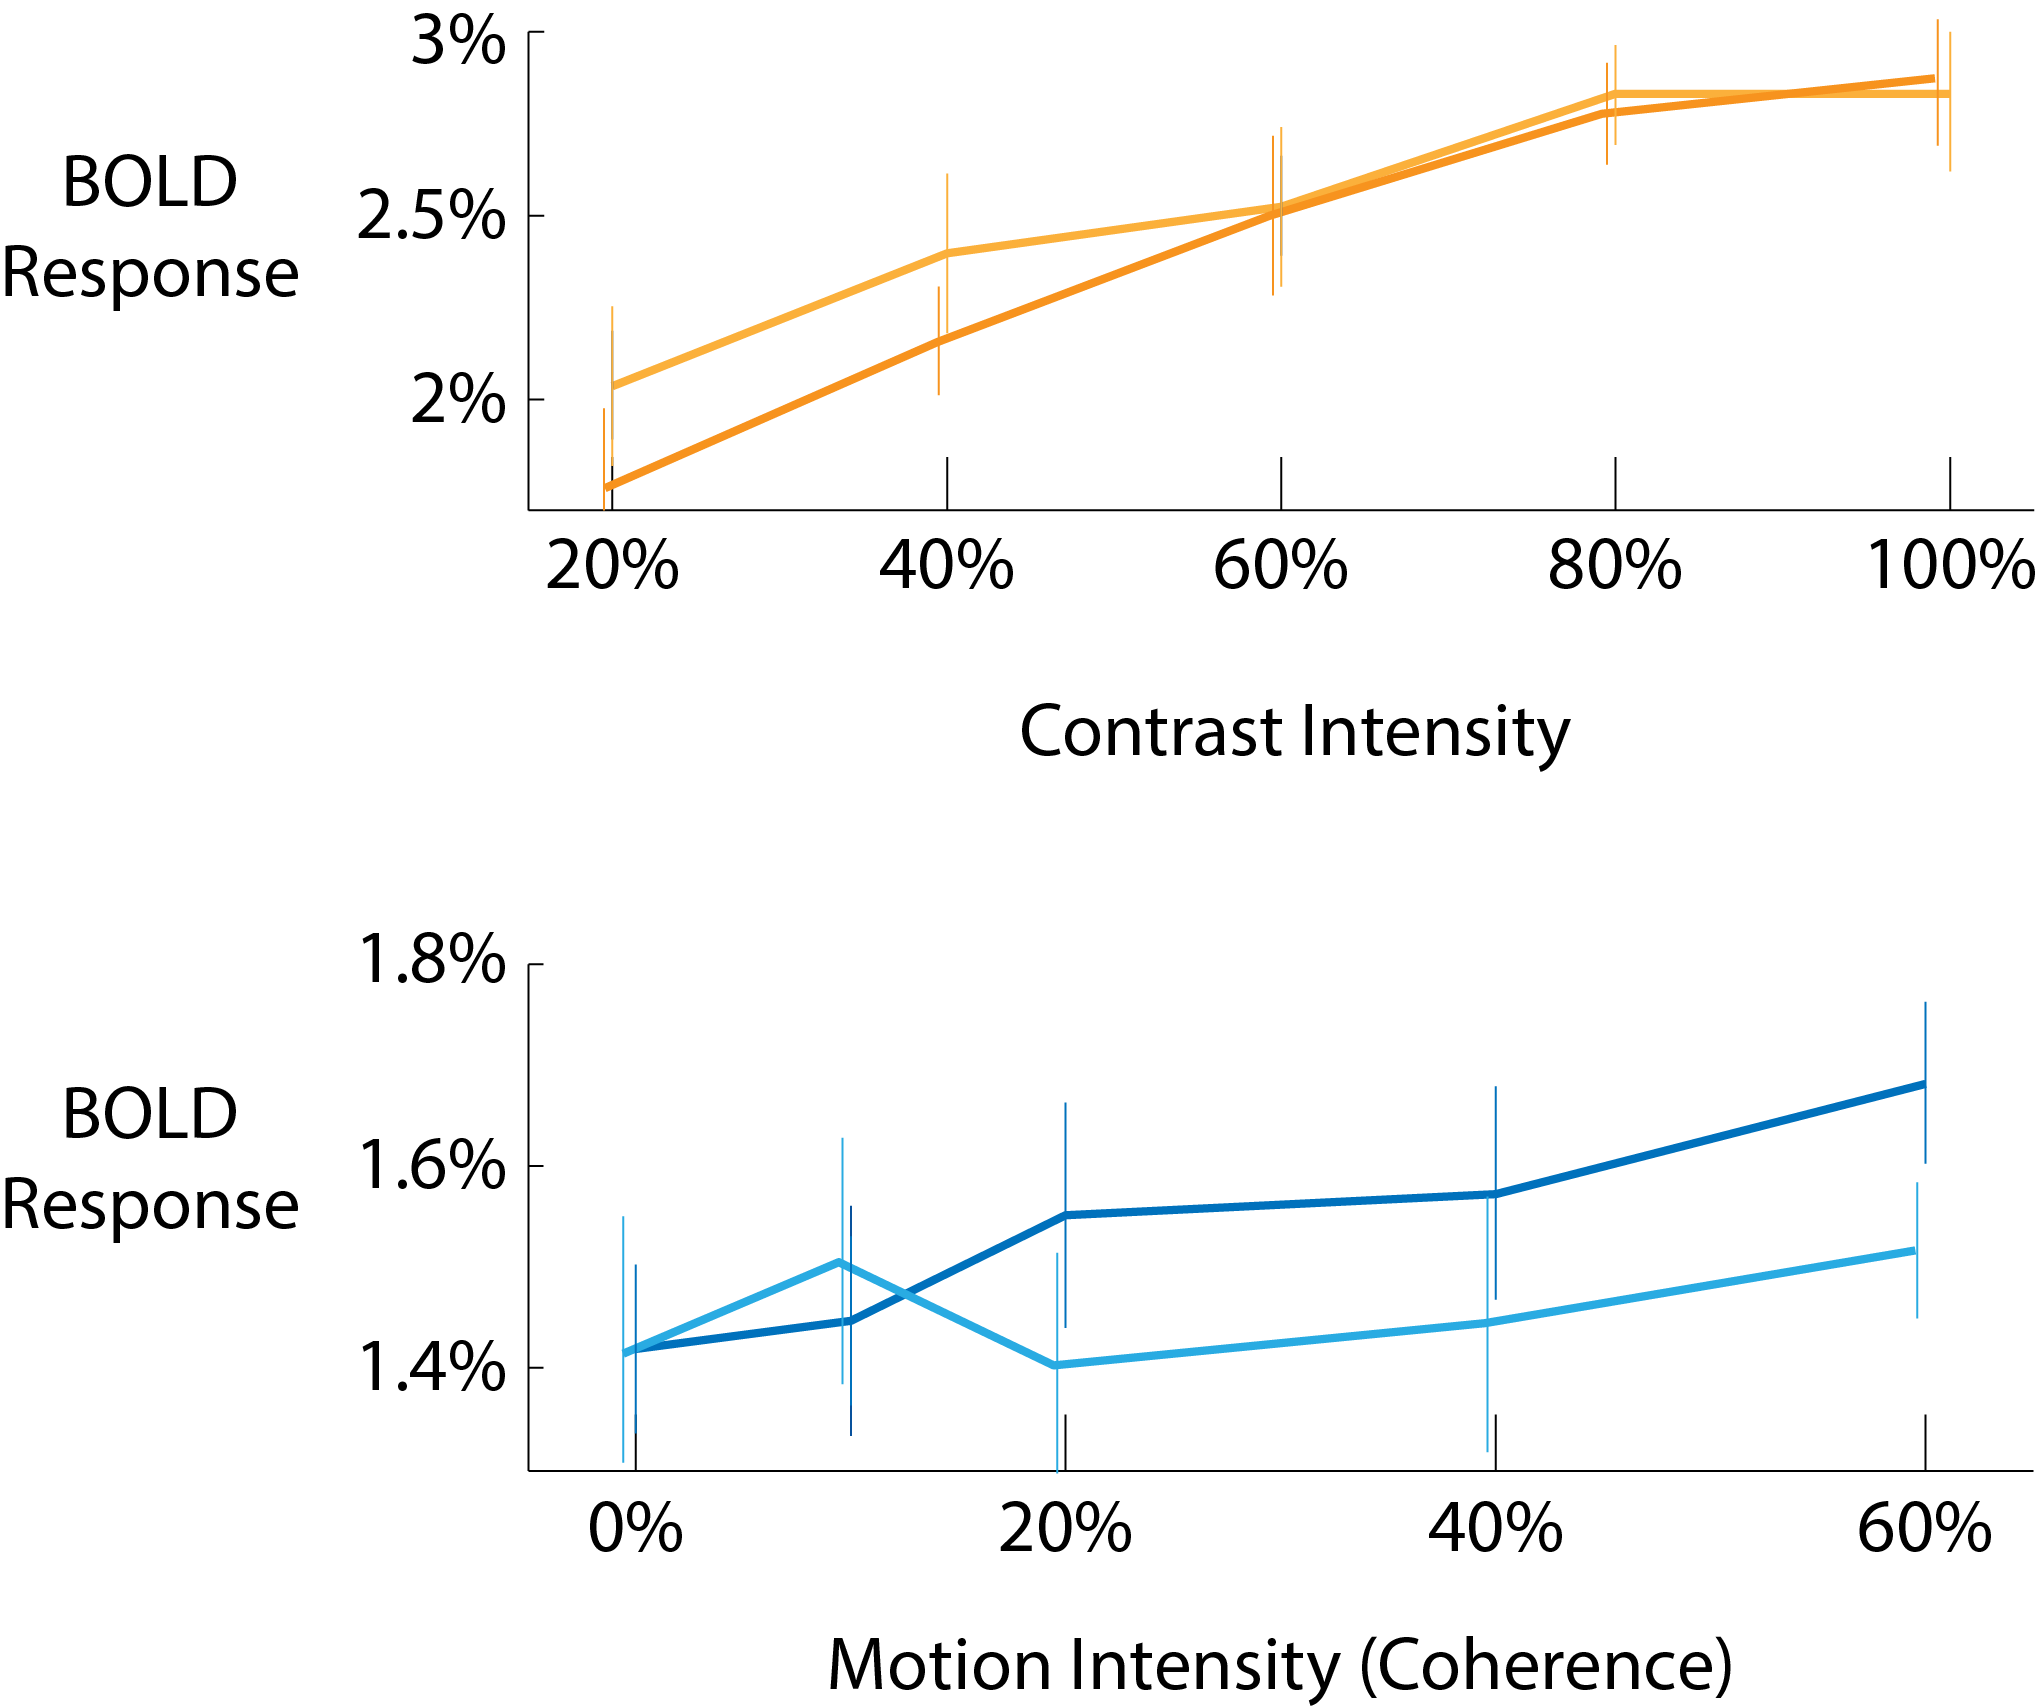 3%
2.5%
2%
BOLD
Response
20% 40% 60% 80% 100%
Contrast Intensity
1.8%
1.6%
1.4%
BOLD
Response
0% 20% 40% 60%
Motion Intensity (Coherence)